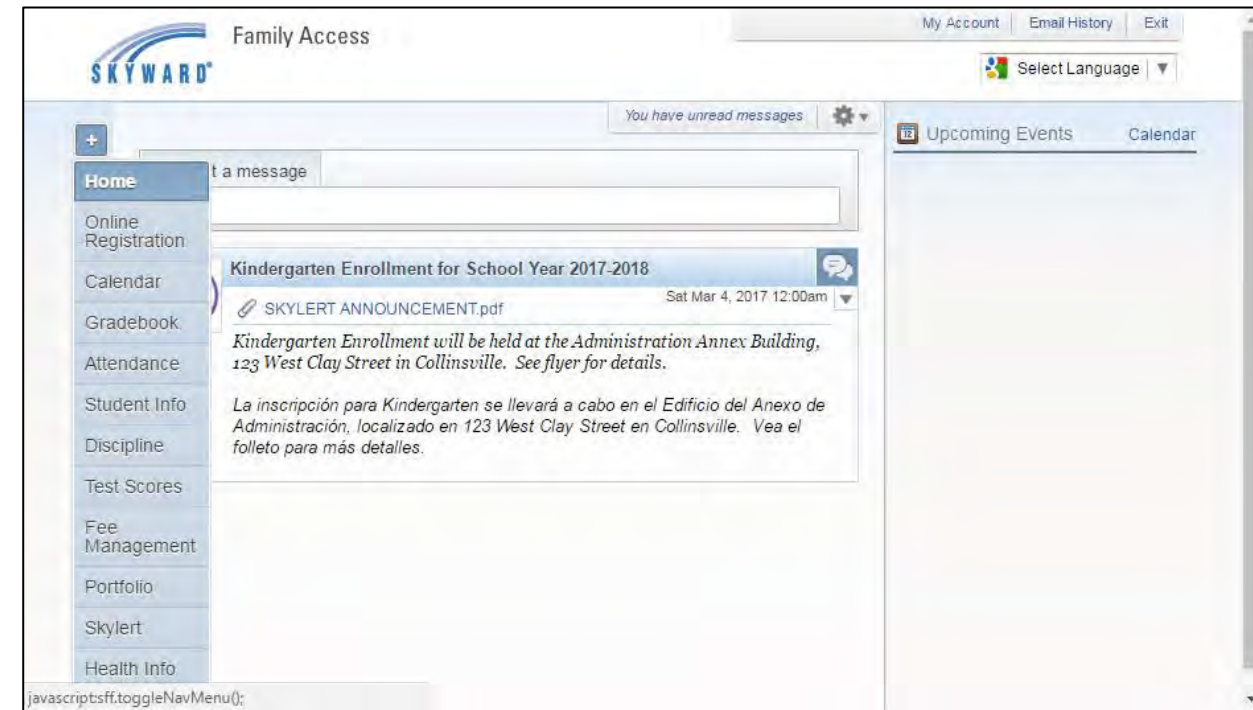 SKYWARD®
Family Access
My Account
Email History
Exit
Select Language ▼
You have unread messages
Upcoming Events
Calendar
+
Home
Online
Registration
Calendar
Gradebook
Attendance
Student Info
Discipline
Test Scores
Fee
Management
Portfolio
Skylert
Health Info
t a message
Kindergarten Enrollment for School Year 2017-2018
SKYLERT ANNOUNCEMENT.pdf
Sat Mar 4, 2017 12:00am
Kindergarten Enrollment will be held at the Administration Annex Building,
123 West Clay Street in Collinsville. See flyer for details.
La inscripción para Kindergarten se llevará a cabo en el Edificio del Anexo de
Administración, localizado en 123 West Clay Street en Collinsville. Vea el
folleto para más detalles.
javascript:sff.toggleNavMenu();